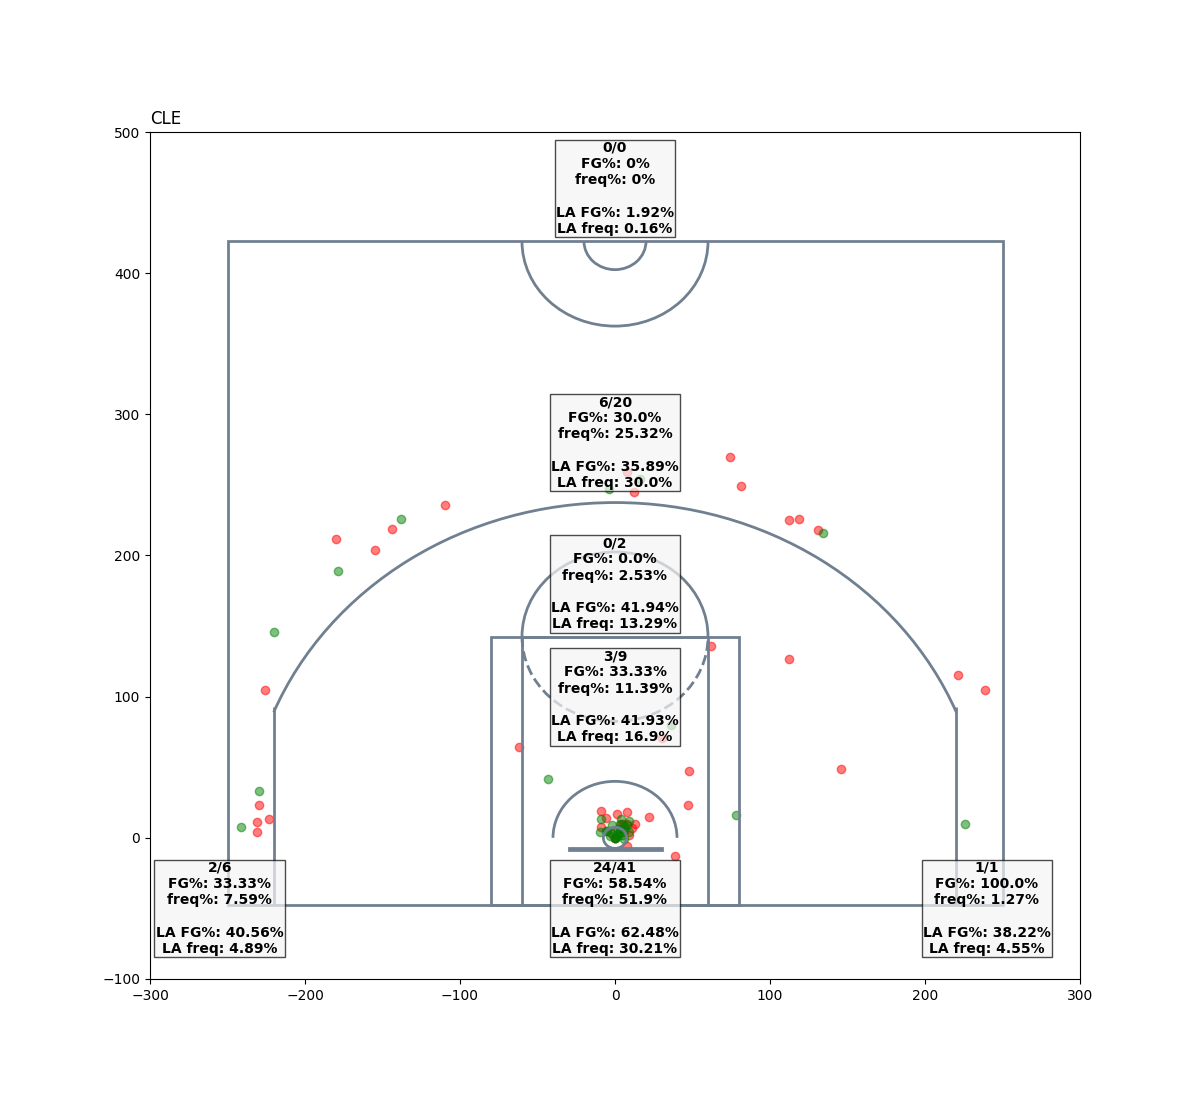 CLE
500
0/0
FG%: 0%
freq%: 0%
LA FG%: 1.92%
LA freq: 0.16%
400
300
6/20
FG%: 30.0%
freq%: 25.32%
LA FG%: 35.89%
LA freq: 30.0%
200
0/2
FG%: 0.0%
freq%: 2.53%
LA FG%: 41.94%
LA freq: 13.29%
3/9
FG%: 33.33%
freq%: 11.39%
LA FG%: 41.93%
LA freq: 16.9%
100
0
2/6
FG%: 33.33%
freq%: 7.59%
LA FG%: 40.56%
LA freq: 4.89%
24/41
FG%: 58.54%
freq%: 51.9%
LA FG%: 62.48%
LA freq: 30.21%
1/1
FG%: 100.0%
freq%: 1.27%
LA FG%: 38.22%
LA freq: 4.55%
−100
−300 −200 −100 0 100 200 300